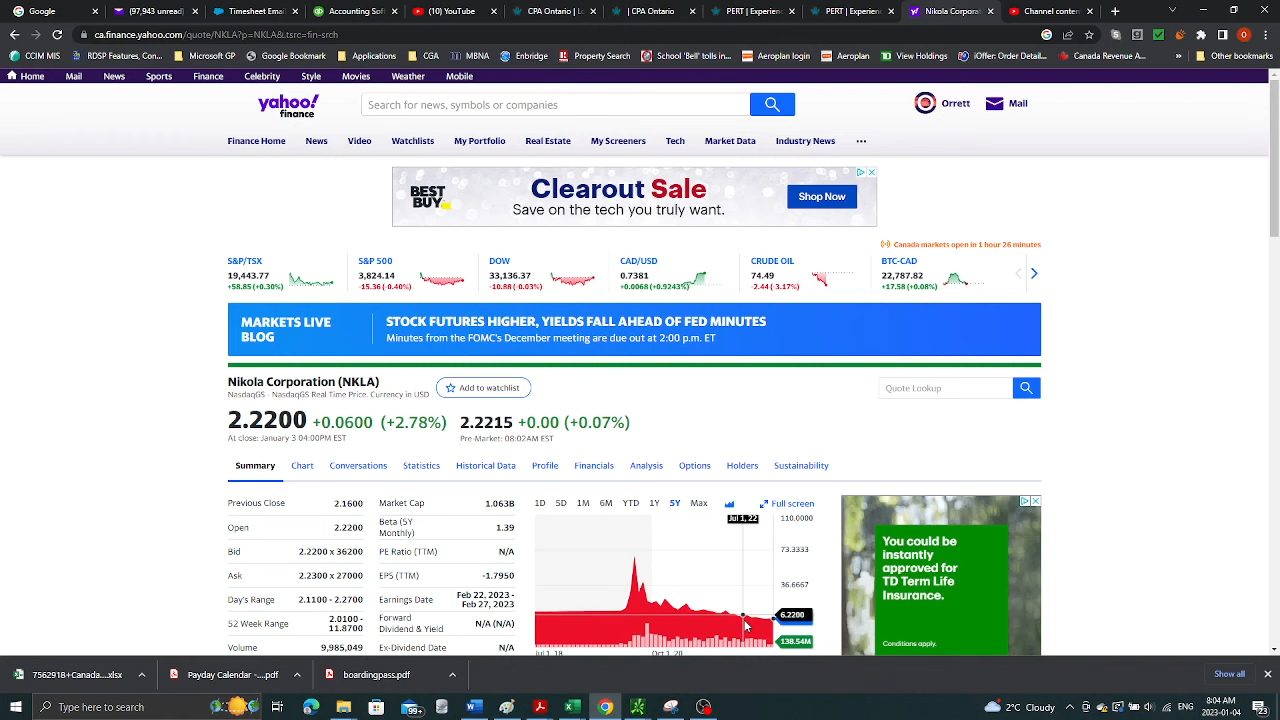 Google
(97,943 unread)
(10) YouTube
Accountingto
CPA Ontario | L
CPA Ontario |
PERT | Exam
PERT | Exam
NKLA
Channel content
ca.finance.yahoo.com/quote/NKLA?p=NKLA&.tsrc=fin-srch
CCIM MIS
RDSP Features - Con...
Microsoft GP
Google Bookmark
Applications
CGA
MBNA
Enbridge
Property Search
School 'Bell' tolls in...
Aeroplan login
Aeroplan
TD Helloview
iOffer: Order Detail...
Canada Revenue A...
»
Other bookmarks
Home
Mail
News
Sports
Finance
Celebrity
Style
Movies
Weather
Mobile
yahoo!
finance
Search for news, symbols or companies
Orrett
Mail
Finance Home
News
Video
Watchlists
My Portfolio
Real Estate
My Screeners
Tech
Market Data
Industry News
...
BEST
BUY
Clearout Sale
Save on the tech you truly want.
Shop Now
Canada markets open in 1 hour 26 minutes
S&P/TSX
19,443.77
+58.85 (+0.30%)
S&P 500
3,824.14
-15.36 (-0.40%)
DOW
33,136.37
-10.88 (-0.03%)
CAD/USD
0.7381
+0.0068 (+0.9243%)
CRUDE OIL
74.49
-2.44 (-3.17%)
BTC-CAD
22,787.82
+17.58 (+0.08%)
MARKETS LIVE
BLOG
STOCK FUTURES HIGHER, YIELDS FALL AHEAD OF FED MINUTES
Minutes from the FOMC's December meeting are due out at 2:00 p.m. ET
Nikola Corporation (NKLA)
NasdaqGS - NasdaqGS Real Time Price. Currency in USD
Add to watchlist
Quote Lookup
2.2200 +0.0600 (+2.78%)
At close: January 3 04:00PM EST
2.2215 +0.00 (+0.07%)
Pre-Market: 08:02AM EST
Summary
Chart
Conversations
Statistics
Historical Data
Profile
Financials
Analysis
Options
Holders
Sustainability
Previous Close 2.1600
Open 2.2200
Bid 2.2200 x 36200
Ask 2.2300 x 27000
Day's Range 2.1100 - 2.2700
52 Week Range 2.0100 -
11.8700
Volume 9,985,049
Market Cap 1.063B
Beta (5Y
Monthly) 1.39
PE Ratio (TTM) N/A
EPS (TTM) -1.7950
Earnings Date Feb 22, 2023 -
Feb 27, 2023
Forward
Dividend & Yield N/A (N/A)
Ex-Dividend Date N/A
1D 5D 1M 6M YTD 1Y 5Y Max
Full screen
Jul 1, 22
110.0000
73.3333
36.6667
6.2200
138.54M
Jul 1, 18
Oct 1, 20
You could be
instantly
approved for
TD Term Life
Insurance.
Conditions apply.
bonddiagrams.pdf
Show all
Type here to search
2°C
8:04 AM
2023-01-04